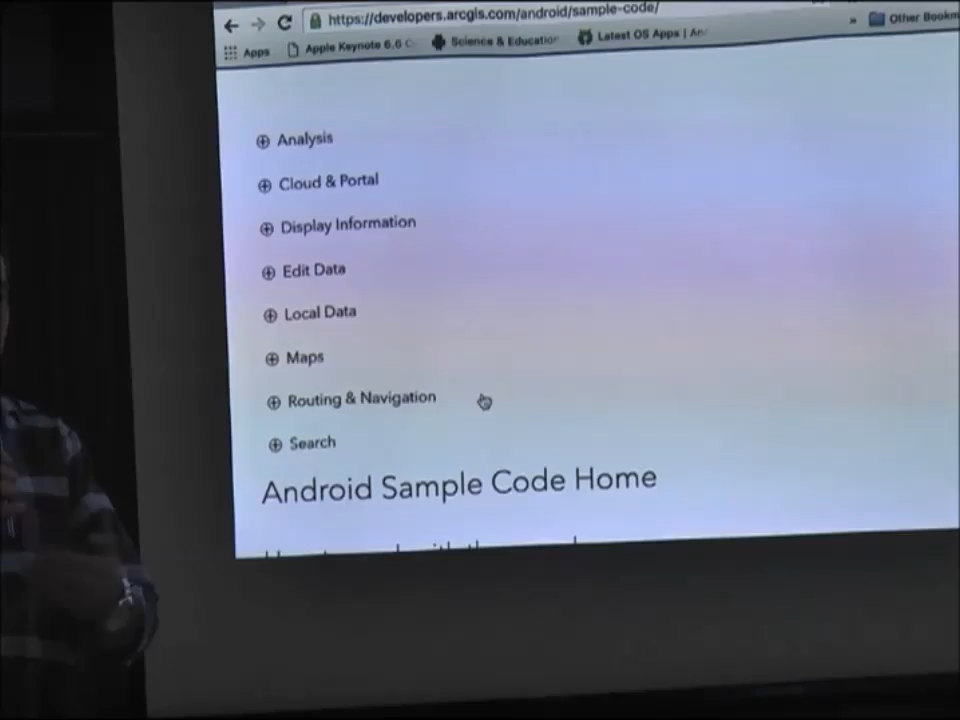 https://developers.arcgis.com/android/sample-code/
Apps Apple Keynote 6.6 Science & Education Latest OS Apps | An Other Bookm
Analysis
Cloud & Portal
Display Information
Edit Data
Local Data
Maps
Routing & Navigation
Search
Android Sample Code Home